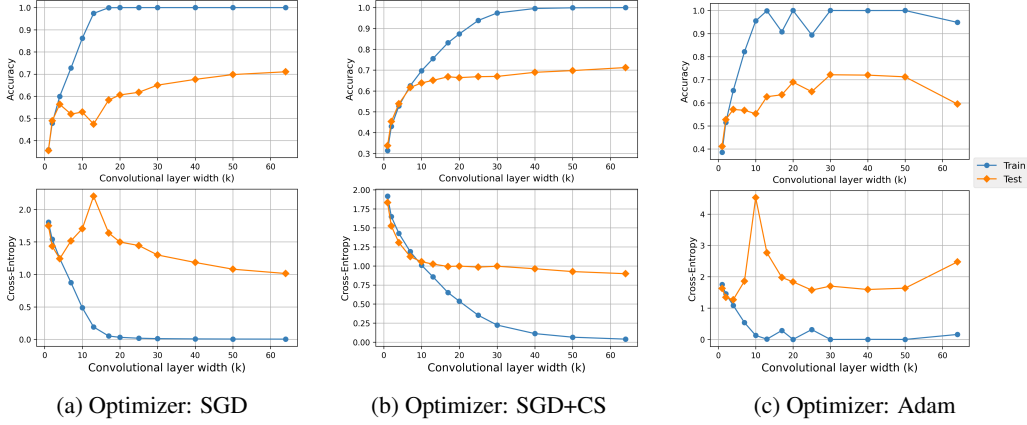 1.0
0.9
0.8
0.7
0.6
0.5
0.4
Accuracy
0 10 20 30 40 50 60
Convolutional layer width (k)
1.0
0.9
0.8
0.7
0.6
0.5
0.4
0.3
Accuracy
0 10 20 30 40 50 60
Convolutional layer width (k)
1.0
0.9
0.8
0.7
0.6
0.5
0.4
Accuracy
0 10 20 30 40 50 60
Convolutional layer width (k)
Train
Test
2.0
1.5
1.0
0.5
0.0
Cross-Entropy
0 10 20 30 40 50 60
Convolutional layer width (k)
2.00
1.75
1.50
1.25
1.00
0.75
0.50
0.25
0.00
Cross-Entropy
0 10 20 30 40 50 60
Convolutional layer width (k)
4
3
2
1
0
Cross-Entropy
0 10 20 30 40 50 60
Convolutional layer width (k)
(a) Optimizer: SGD
(b) Optimizer: SGD+CS
(c) Optimizer: Adam